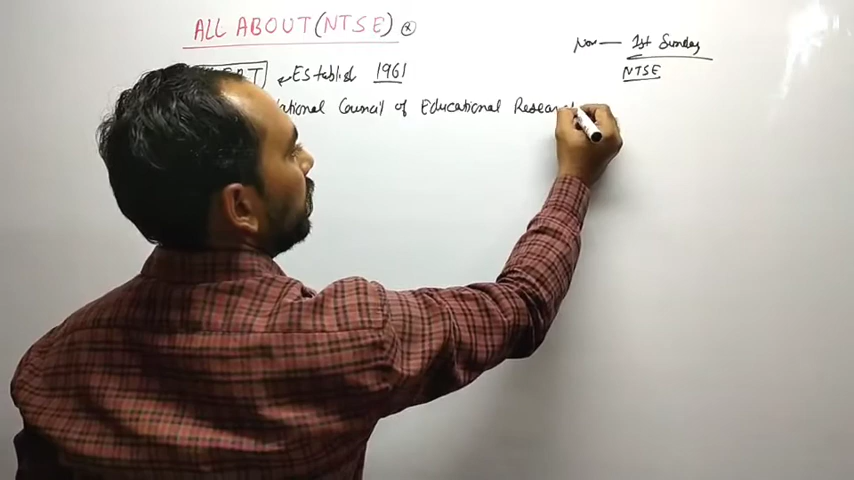 ALL ABOUT (NTSE)
Establish 1961
Council of Educational
Nov — 1st Sunday
NTSE